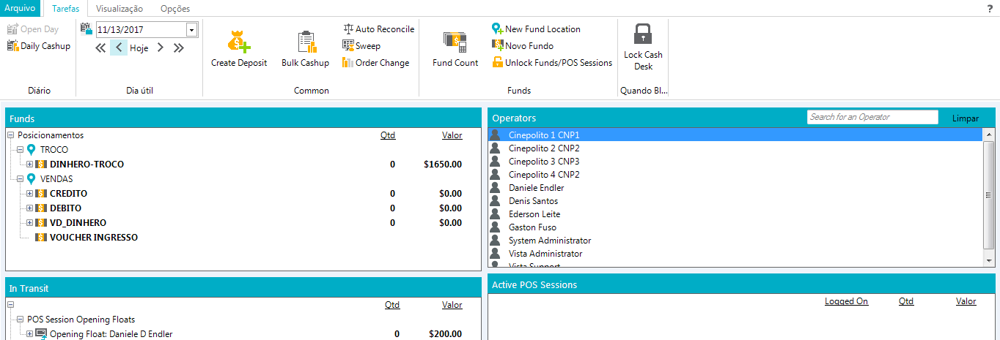 Arquivo Tarefas Visualização Opções ?
Open Day
Daily Cashup
Diário
11/13/2017
Hoje
Dia útil
Create Deposit
Bulk Cashup
Auto Reconcile
Sweep
Order Change
Common
Fund Count
New Fund Location
Novo Fundo
Unlock Funds/POS Sessions
Funds
Lock Cash
Desk
Quando Bl...
Funds
Posicionamentos Qtd Valor
TROCO
DINHERO-TROCO 0 $1650.00
VENDAS
CREDITO 0 $0.00
DEBITO 0 $0.00
VD_DINHERO 0 $0.00
VOUCHER INGRESSO
Operators Search for an Operator Limpar
Cinepolito 1 CNP1
Cinepolito 2 CNP2
Cinepolito 3 CNP3
Cinepolito 4 CNP2
Daniele Endler
Denis Santos
Ederson Leite
Gaston Fuso
System Administrator
Vista Administrator
Vista Support
In Transit
Qtd Valor
POS Session Opening Floats
Opening Float: Daniele D Endler 0 $200.00
Active POS Sessions
Logged On Qtd Valor